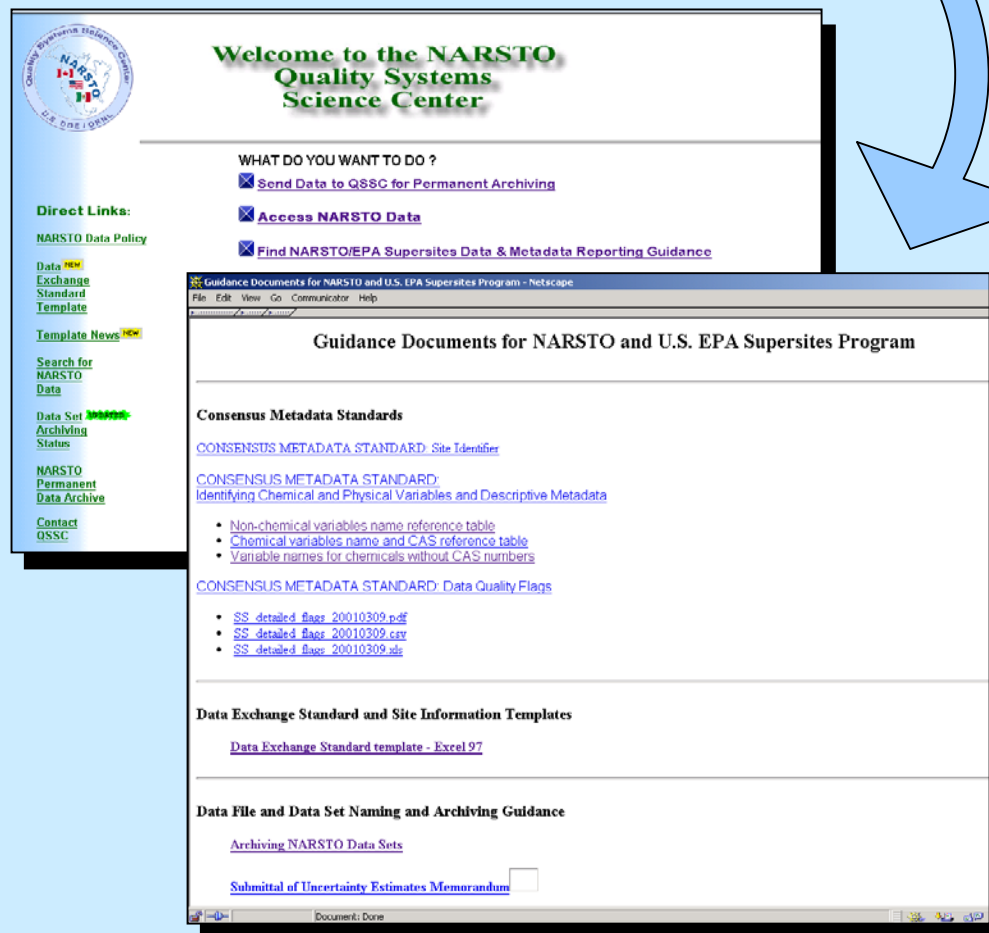 Quality Systems Science Center
NARSTO
U.S. DOE / ORNL
Welcome to the NARSTO
Quality Systems
Science Center
WHAT DO YOU WANT TO DO ?
Send Data to QSSC for Permanent Archiving
Access NARSTO Data
Find NARSTO/EPA Supersites Data & Metadata Reporting Guidance
Direct Links:
NARSTO Data Policy
Data NEW
Exchange
Standard
Template
Template News NEW
Search for
NARSTO
Data
Data Set UPDATED
Archiving
Status
NARSTO
Permanent
Data Archive
Contact
QSSC
Guidance Documents for NARSTO and U.S. EPA Supersites Program - Netscape
File Edit View Go Communicator Help
Guidance Documents for NARSTO and U.S. EPA Supersites Program
Consensus Metadata Standards
CONSENSUS METADATA STANDARD: Site Identifier
CONSENSUS METADATA STANDARD:
Identifying Chemical and Physical Variables and Descriptive Metadata
• Non-chemical variables name reference table
• Chemical variables name and CAS reference table
• Variable names for chemicals without CAS numbers
CONSENSUS METADATA STANDARD: Data Quality Flags
• SS_detailed_flags_20010309.pdf
• SS_detailed_flags_20010309.csv
• SS_detailed_flags_20010309.xls
Data Exchange Standard and Site Information Templates
Data Exchange Standard template - Excel 97
Data File and Data Set Naming and Archiving Guidance
Archiving NARSTO Data Sets
Submittal of Uncertainty Estimates Memorandum
Document: Done